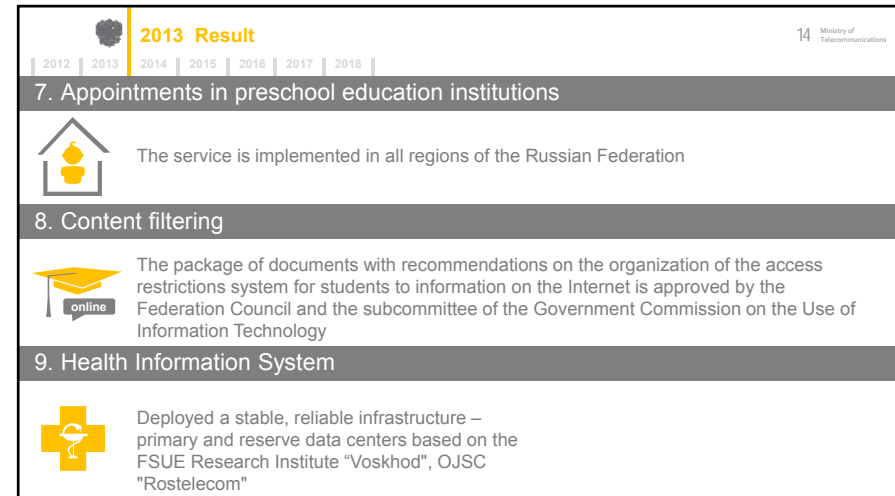 2013 Result
14 Ministry of
Telecommunications
2012 2013 2014 2015 2016 2017 2018
7. Appointments in preschool education institutions
The service is implemented in all regions of the Russian Federation
8. Content filtering
The package of documents with recommendations on the organization of the access
restrictions system for students to information on the Internet is approved by the
Federation Council and the subcommittee of the Government Commission on the Use of
Information Technology
online
9. Health Information System
Deployed a stable, reliable infrastructure –
primary and reserve data centers based on the
FSUE Research Institute “Voskhod", OJSC
"Rostelecom"